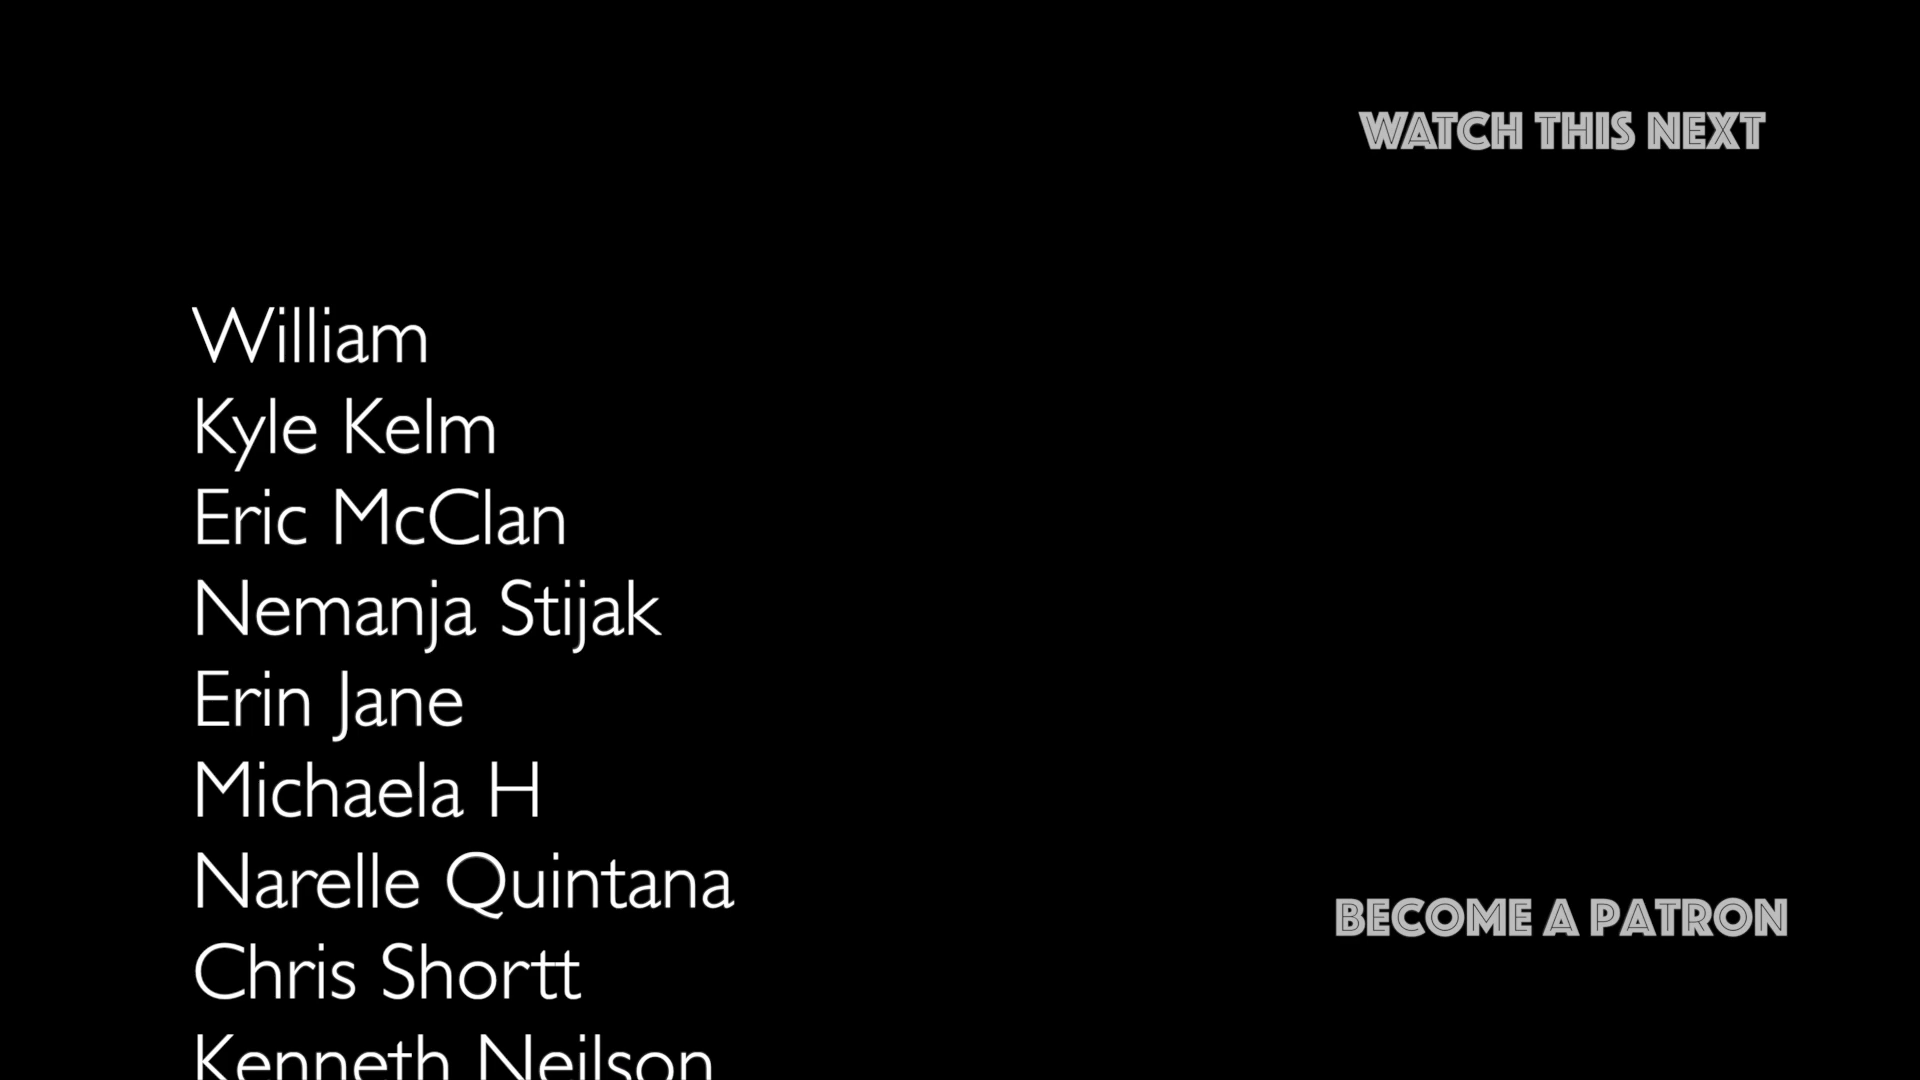 WATCH THIS NEXT
William
Kyle Kelm
Eric McClan
Nemanja Stijak
Erin Jane
Michaela H
Narelle Quintana
BECOME A PATRON
Chris Shortt
Kenneth Neilson